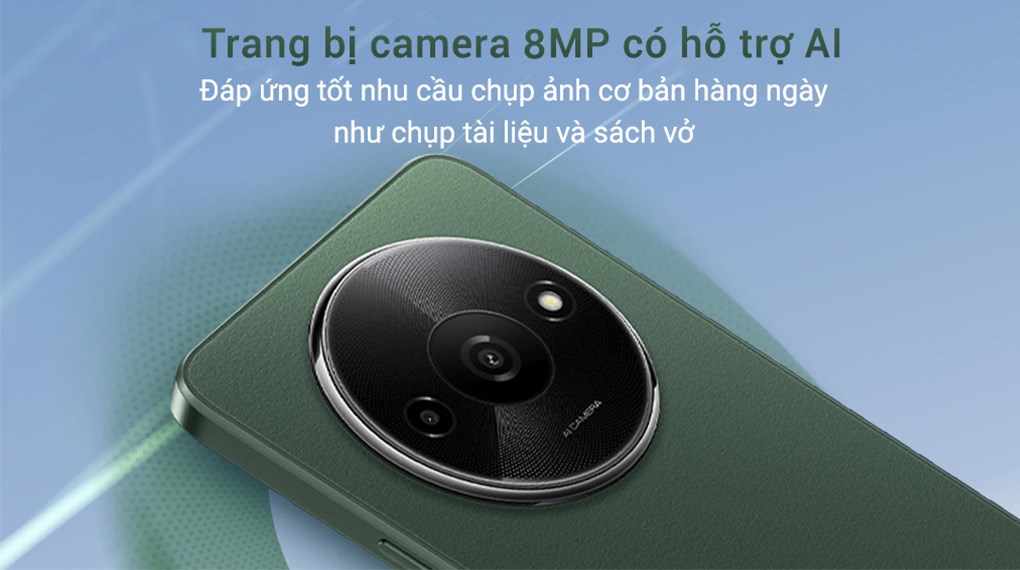 Trang bị camera 8MP có hỗ trợ AI
Đáp ứng tốt nhu cầu chụp ảnh cơ bản hàng ngày
như chụp tài liệu và sách vở
AI CAMERA